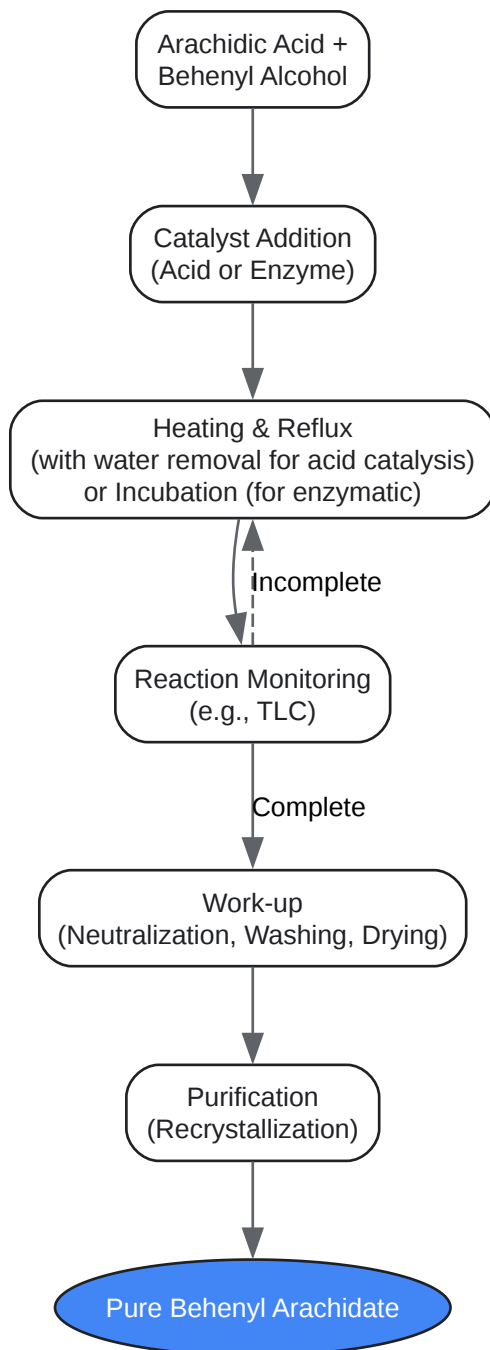 Arachidic Acid +
Behenyl Alcohol
Catalyst Addition
(Acid or Enzyme)
Heating & Reflux
(with water removal for acid catalysis)
or Incubation (for enzymatic)
Incomplete
Reaction Monitoring
(e.g., TLC)
Complete
Work-up
(Neutralization, Washing, Drying)
Purification
(Recrystallization)
Pure Behenyl Arachidate